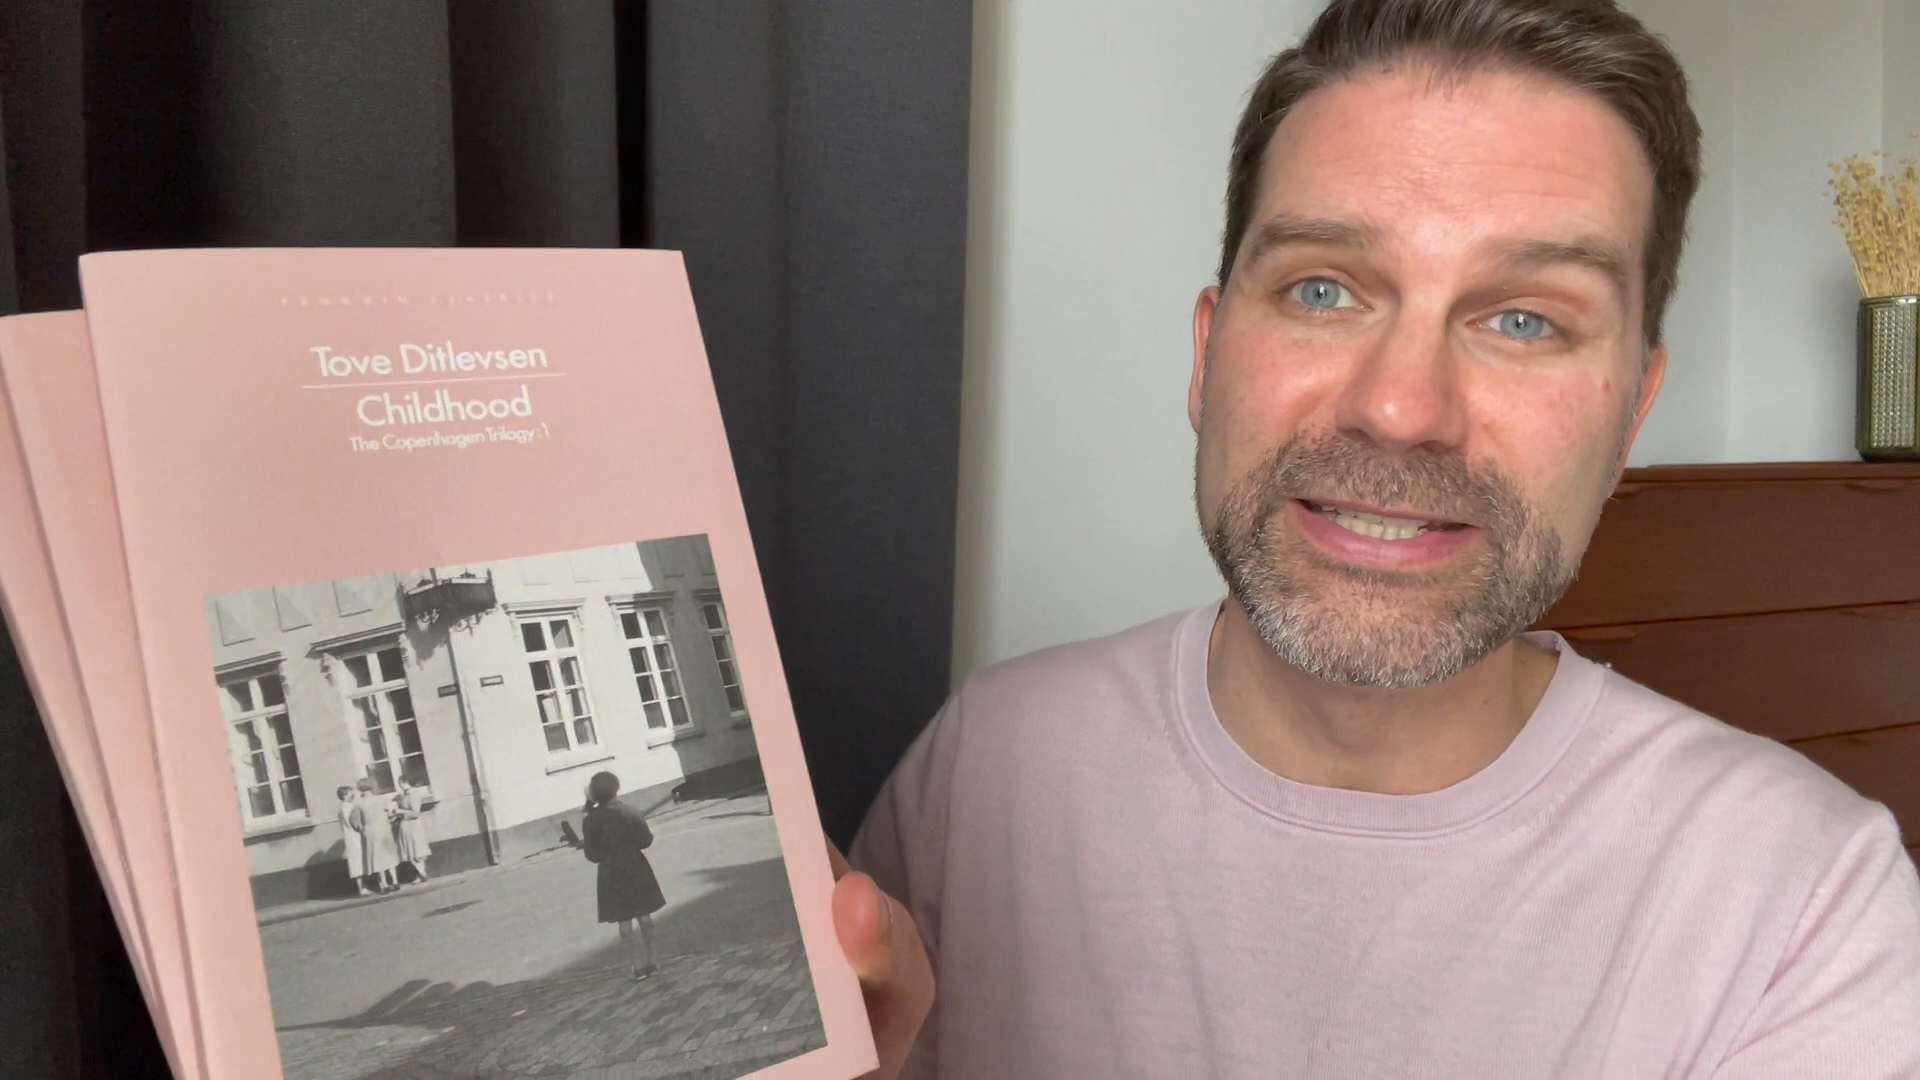 PENGUIN CLASSICS
Tove Ditlevsen
Childhood
The Copenhagen Trilogy: 1